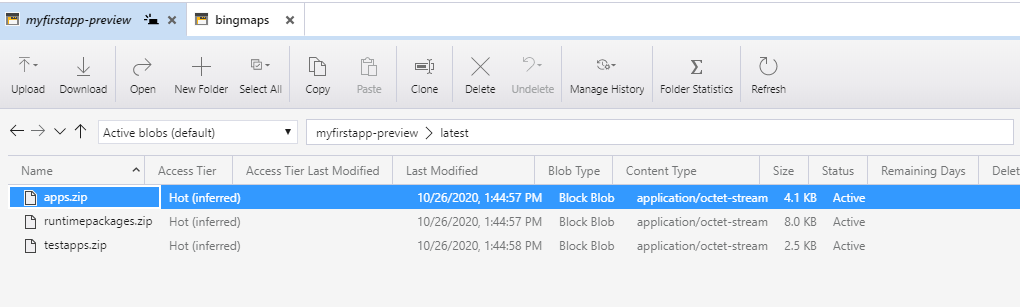 myfirstapp-preview bingmaps
Upload Download Open New Folder Select All Copy Paste Clone Delete Undelete Manage History Folder Statistics Refresh
Active blobs (default) myfirstapp-preview latest
Name Access Tier Access Tier Last Modified Last Modified Blob Type Content Type Size Status Remaining Days Delet
apps.zip Hot (inferred) 10/26/2020, 1:44:57 PM Block Blob application/octet-stream 4.1 KB Active
runtimepackages.zip Hot (inferred) 10/26/2020, 1:44:57 PM Block Blob application/octet-stream 8.0 KB Active
testapps.zip Hot (inferred) 10/26/2020, 1:44:58 PM Block Blob application/octet-stream 2.5 KB Active